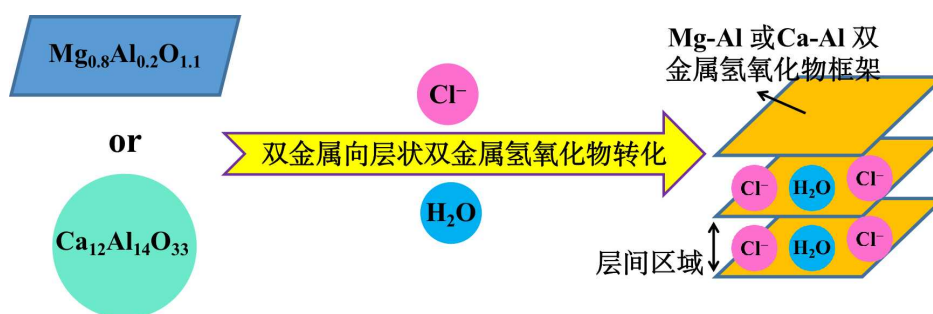 Mg₀.₈Al₀.₂O₁.₁
or
Ca₁₂Al₁₄O₃₃
Cl⁻
双金属向层状双金属氢氧化物转化
H₂O
Mg-Al 或Ca-Al 双
金属氢氧化物框架
Cl⁻ H₂O Cl⁻
Cl⁻ H₂O Cl⁻
层间区域